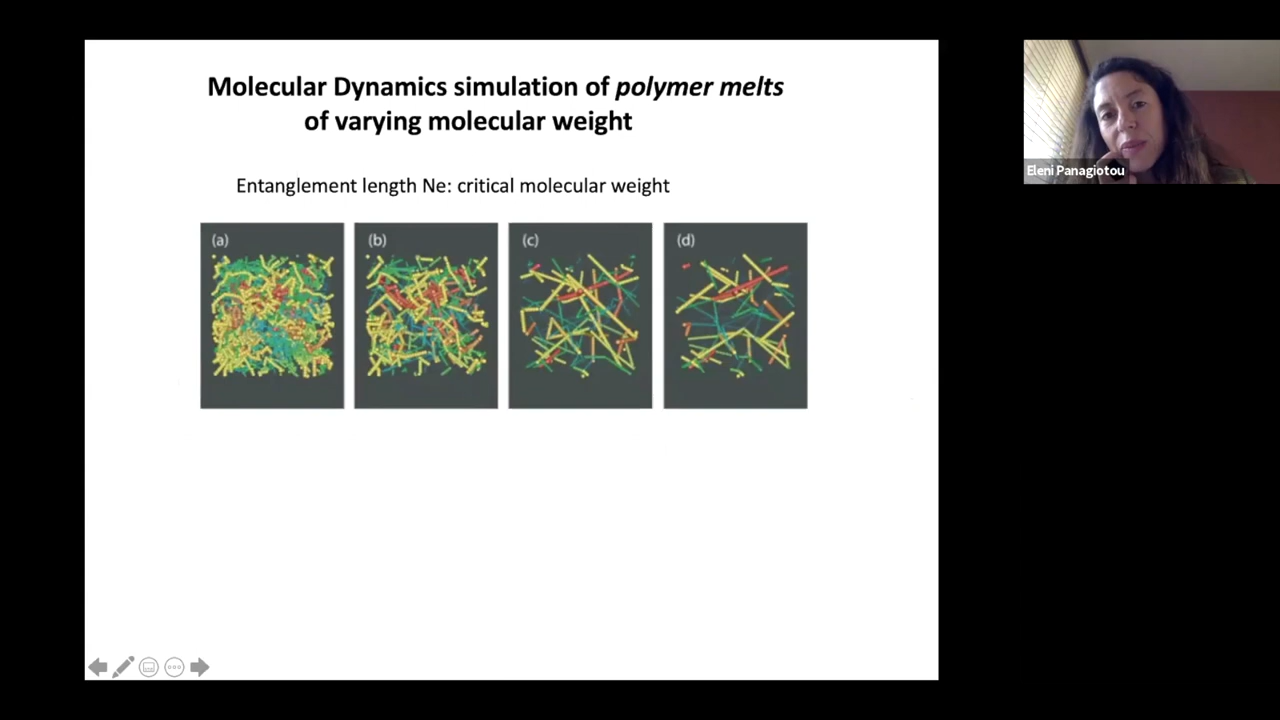 Molecular Dynamics simulation of polymer melts
of varying molecular weight
Entanglement length Ne: critical molecular weight
(a)
(b)
(c)
(d)
Eleni Panagiotou